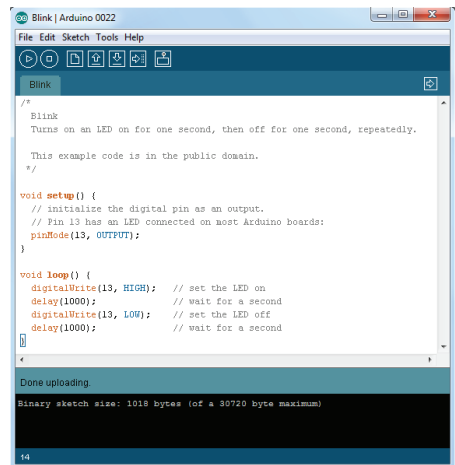 Blink | Arduino 0022
File Edit Sketch Tools Help
Blink
/*
  Blink
  Turns on an LED on for one second, then off for one second, repeatedly.

  This example code is in the public domain.
 */

void setup() {
  // initialize the digital pin as an output.
  // Pin 13 has an LED connected on most Arduino boards:
  pinMode(13, OUTPUT);
}

void loop() {
  digitalWrite(13, HIGH);   // set the LED on
  delay(1000);              // wait for a second
  digitalWrite(13, LOW);    // set the LED off
  delay(1000);              // wait for a second
}
Done uploading.
Binary sketch size: 1018 bytes (of a 30720 byte maximum)
14